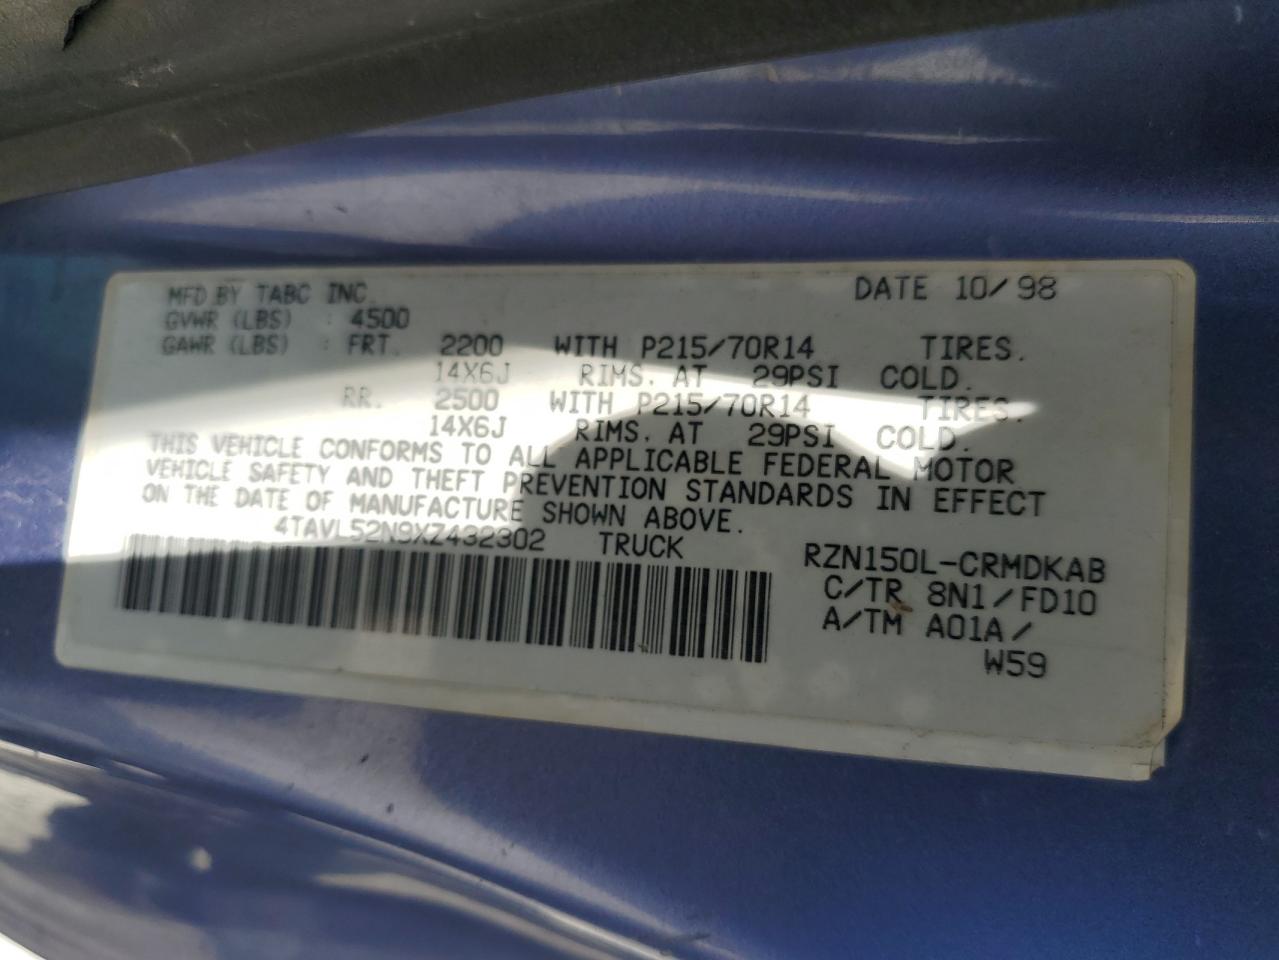 MFD.BY TABC INC.
DATE 10/98
GVWR (LBS) : 4500
GAWR (LBS) : FRT. 2200 WITH P215/70R14 TIRES.
14X6J RIMS. AT 29PSI COLD.
RR. 2500 WITH P215/70R14 TIRES.
14X6J RIMS. AT 29PSI COLD.
THIS VEHICLE CONFORMS TO ALL APPLICABLE FEDERAL MOTOR
VEHICLE SAFETY AND THEFT PREVENTION STANDARDS IN EFFECT
ON THE DATE OF MANUFACTURE SHOWN ABOVE.
4TAVL52N9XZ432302 TRUCK
RZN150L-CRMDKAB
C/TR 8N1/FD10
A/TM A01A/
W59